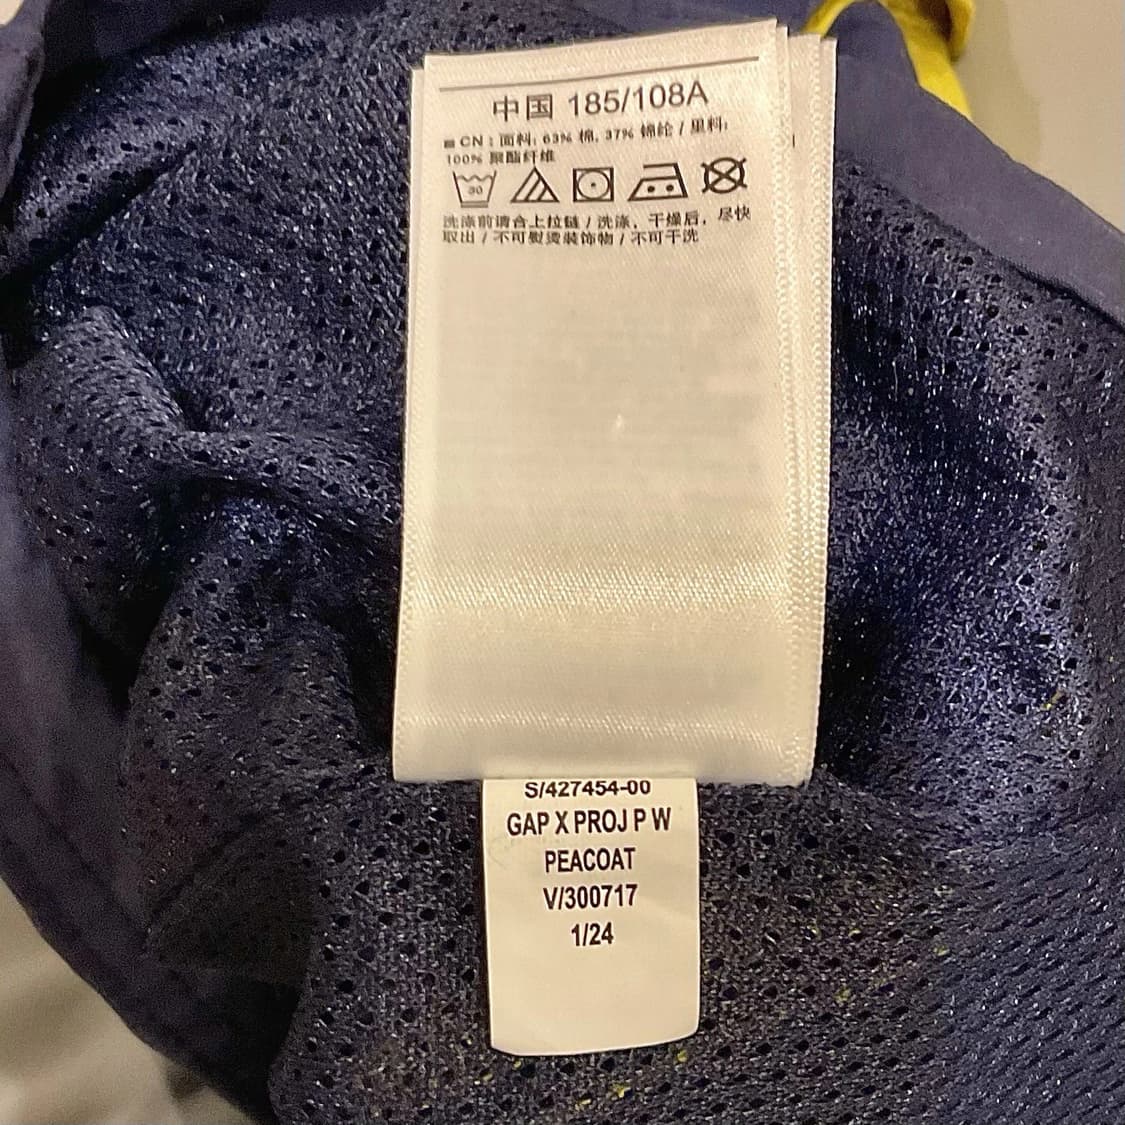 中国 185/108A
CN : 面料: 63% 棉, 37% 锦纶 / 里料:
100% 聚酯纤维
30
洗涤前请合上拉链 / 洗涤, 干燥后, 尽快
取出 / 不可熨烫装饰物 / 不可干洗
S/427454-00
GAP X PROJ P W
PEACOAT
V/300717
1/24